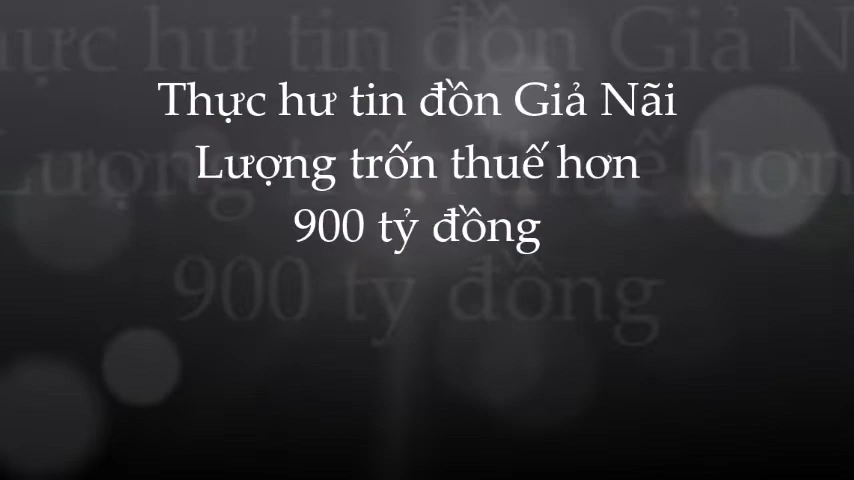 Thực hư tin đồn Giả Nãi
Lượng trốn thuế hơn
900 tỷ đồng